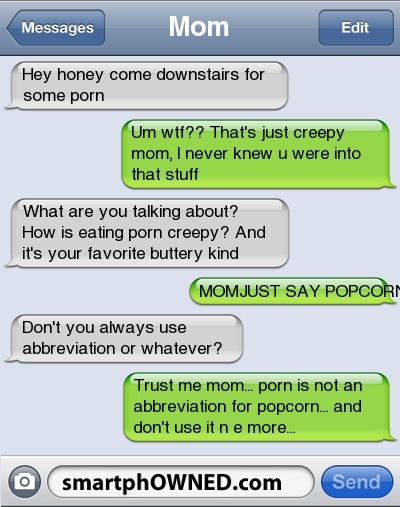 Messages
Mom
Edit
Hey honey come downstairs for
some porn
Um wtf?? That's just creepy
mom, I never knew u were into
that stuff
What are you talking about?
How is eating porn creepy? And
it's your favorite buttery kind
MOMJUST SAY POPCORN
Don't you always use
abbreviation or whatever?
Trust me mom... porn is not an
abbreviation for popcorn... and
don't use it n e more...
smartphOWNED.com
Send